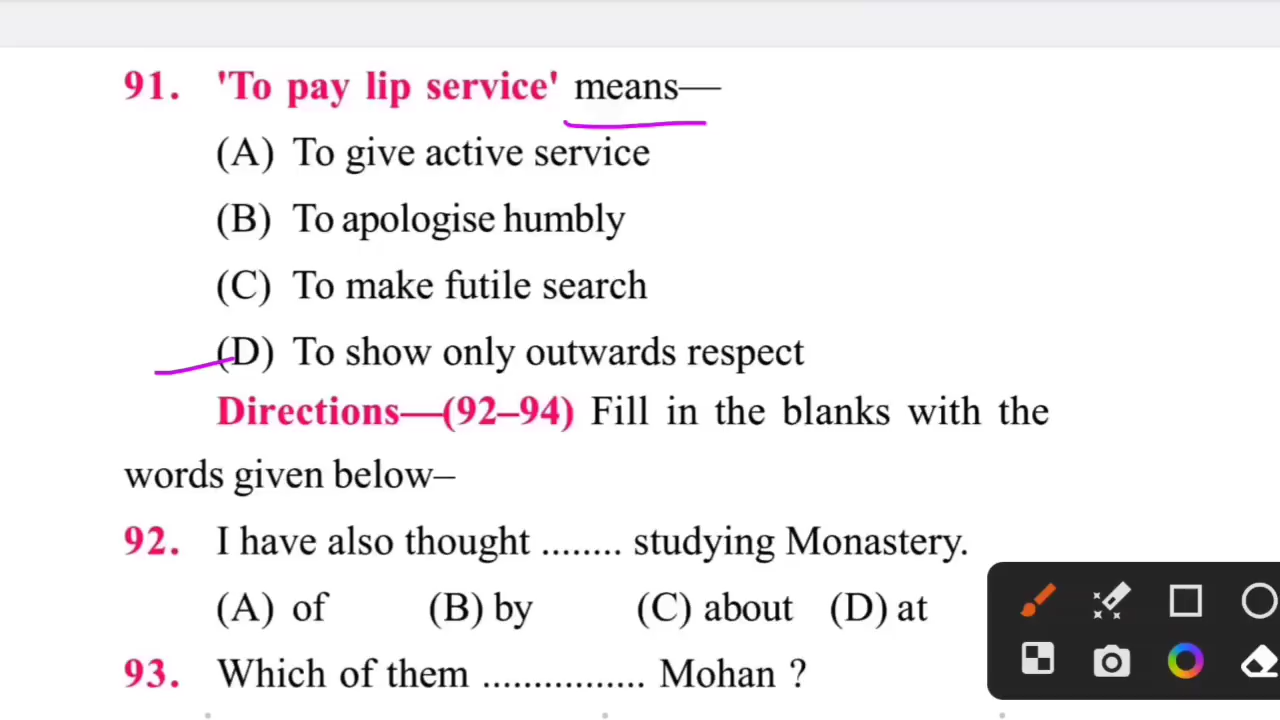 91. 'To pay lip service' means—
(A) To give active service
(B) To apologise humbly
(C) To make futile search
(D) To show only outwards respect
Directions—(92–94) Fill in the blanks with the
words given below–
92. I have also thought ........ studying Monastery.
(A) of (B) by (C) about (D) at
93. Which of them ................ Mohan ?